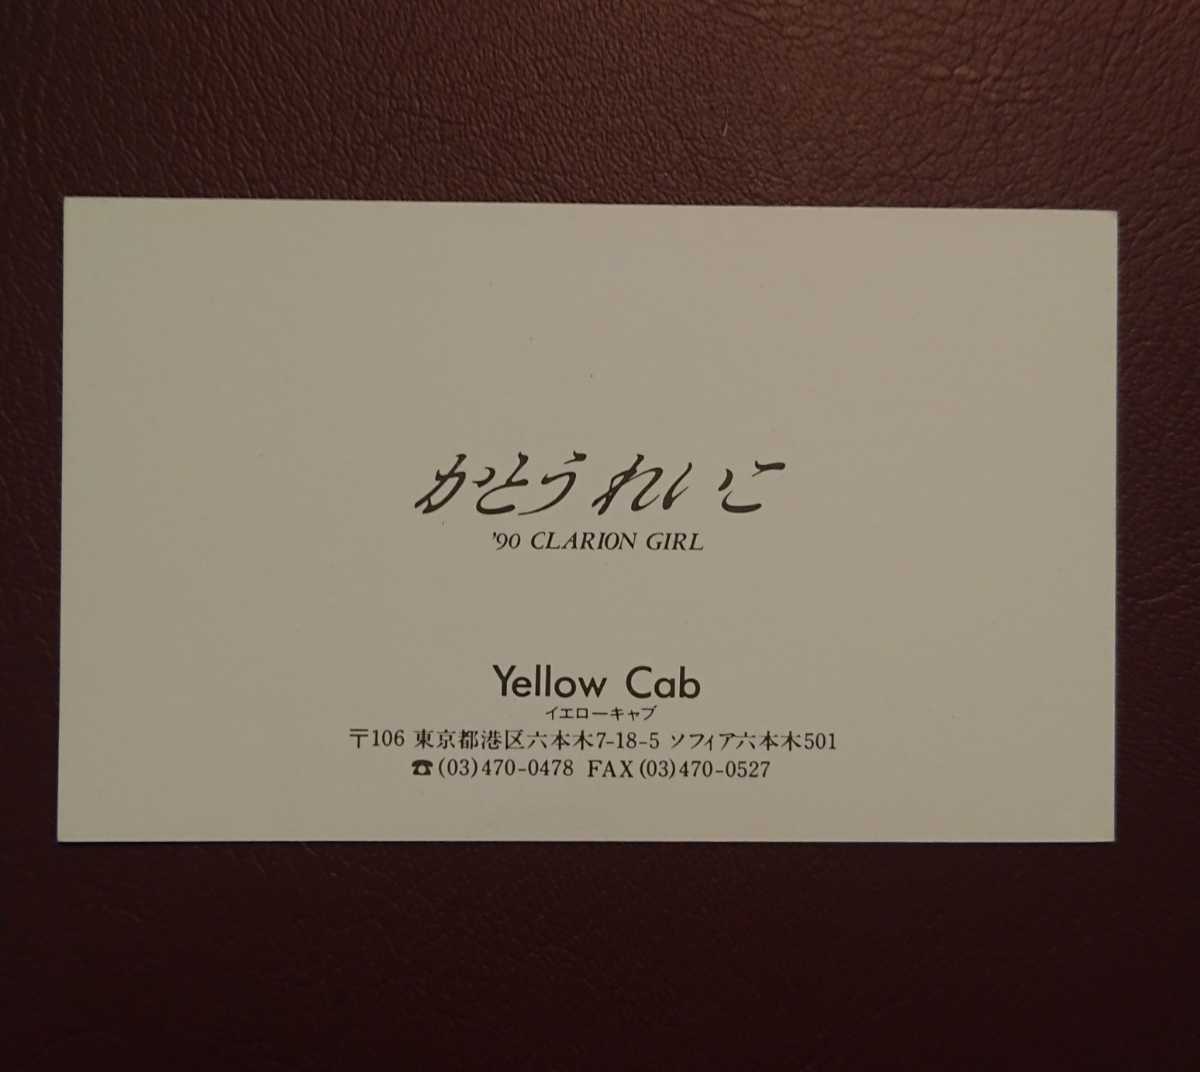 かとうれいこ
'90 CLARION GIRL
Yellow Cab
イエローキャブ
〒106 東京都港区六本木7-18-5 ソフィア六本木501
☎(03)470-0478 FAX(03)470-0527